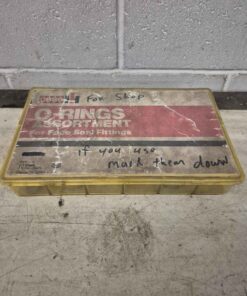 For Shop
O-RINGS
ASSORTMENT
For Face Seal Fittings
if you use
mark them down